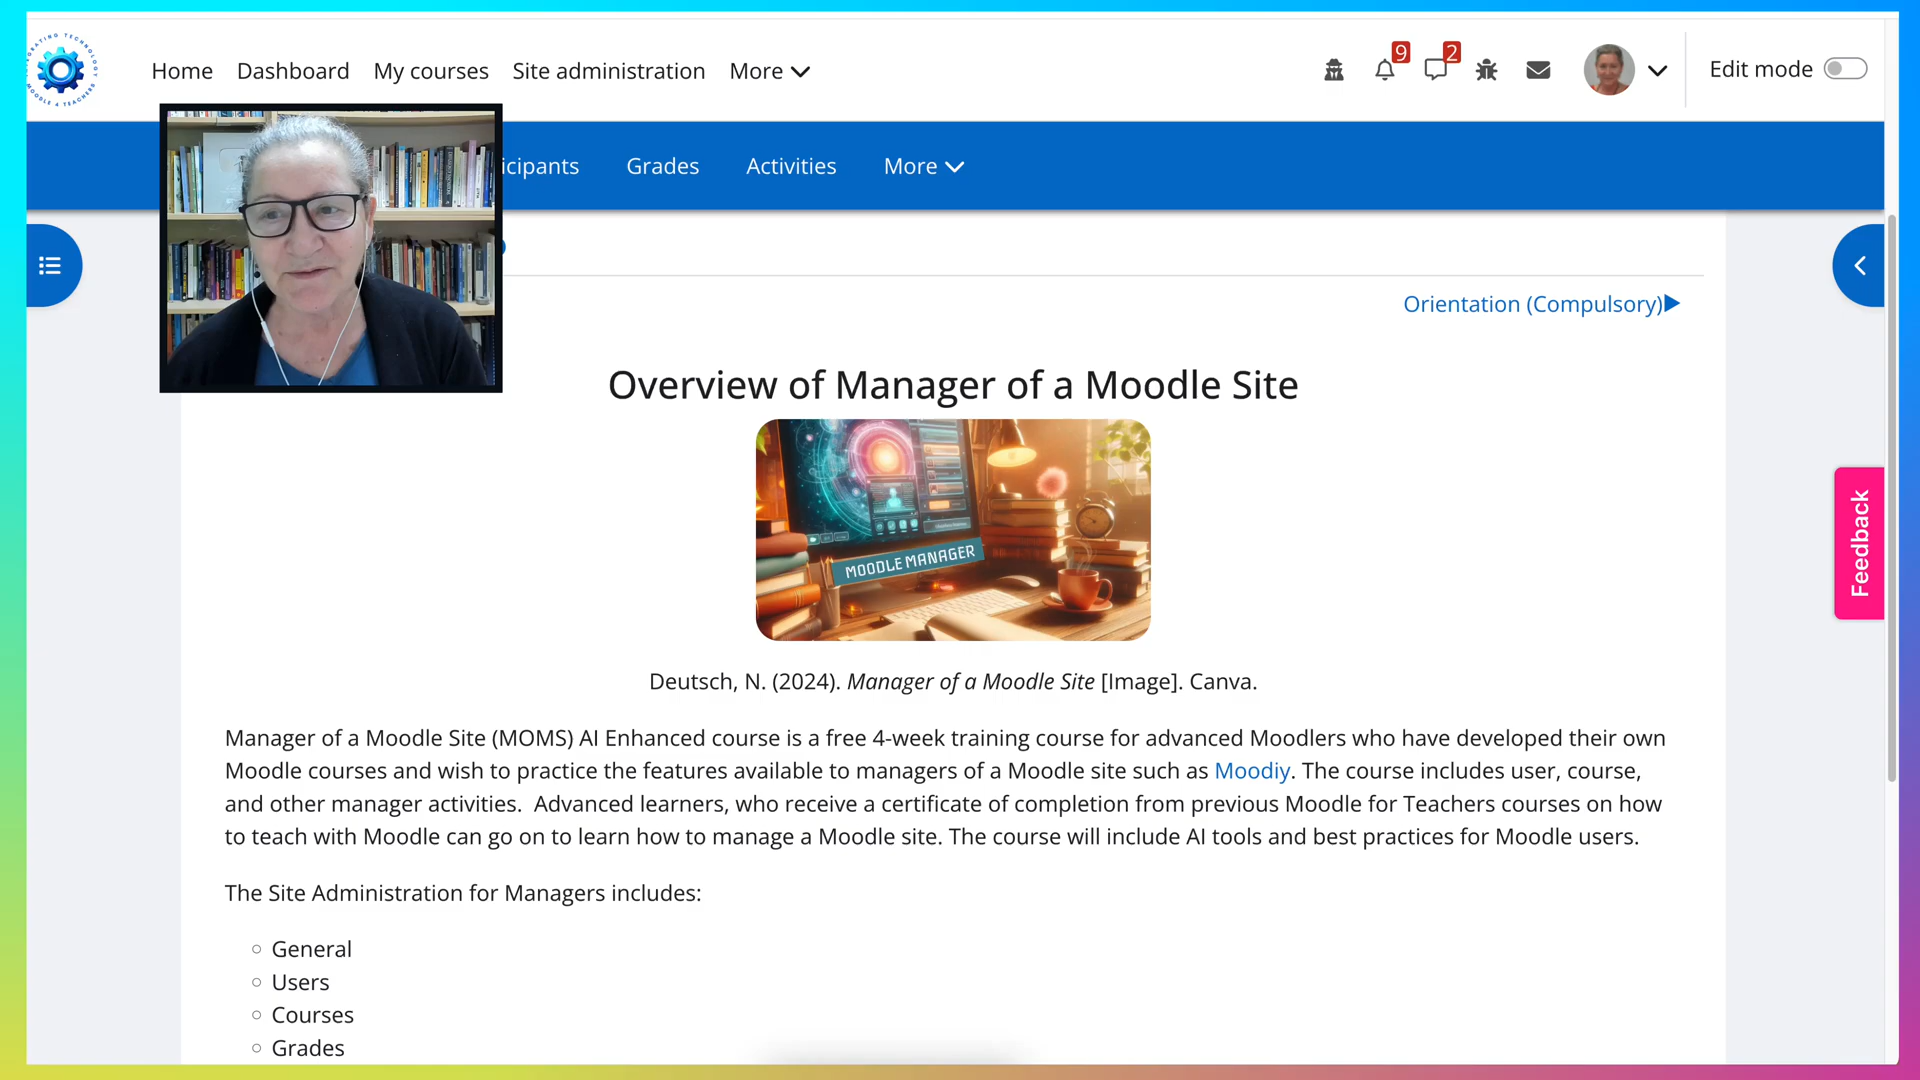 GRATING TECHNOLOGY
MOODLE 4 TEACHERS
Home Dashboard My courses Site administration More
9 2
Edit mode
icipants Grades Activities More
Orientation (Compulsory)
Overview of Manager of a Moodle Site
MOODLE MANAGER
Deutsch, N. (2024). Manager of a Moodle Site [Image]. Canva.
Feedback
Manager of a Moodle Site (MOMS) AI Enhanced course is a free 4-week training course for advanced Moodlers who have developed their own
Moodle courses and wish to practice the features available to managers of a Moodle site such as Moodiy. The course includes user, course,
and other manager activities.  Advanced learners, who receive a certificate of completion from previous Moodle for Teachers courses on how
to teach with Moodle can go on to learn how to manage a Moodle site. The course will include AI tools and best practices for Moodle users.
The Site Administration for Managers includes:
General
Users
Courses
Grades